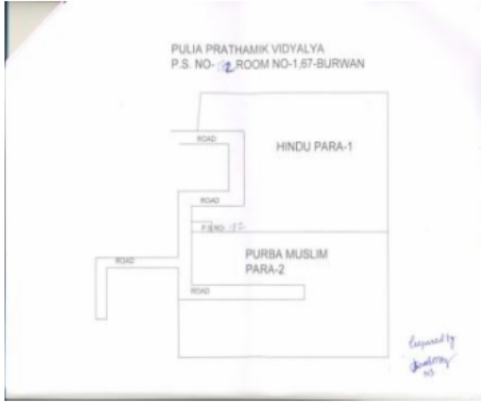 PULIA PRATHAMIK VIDYALYA
P.S. NO- ROOM NO-1,67-BURWAN
ROAD
HINDU PARA-1
ROAD
P.S NO
PURBA MUSLIM
PARA-2
ROAD
ROAD
Prepared by